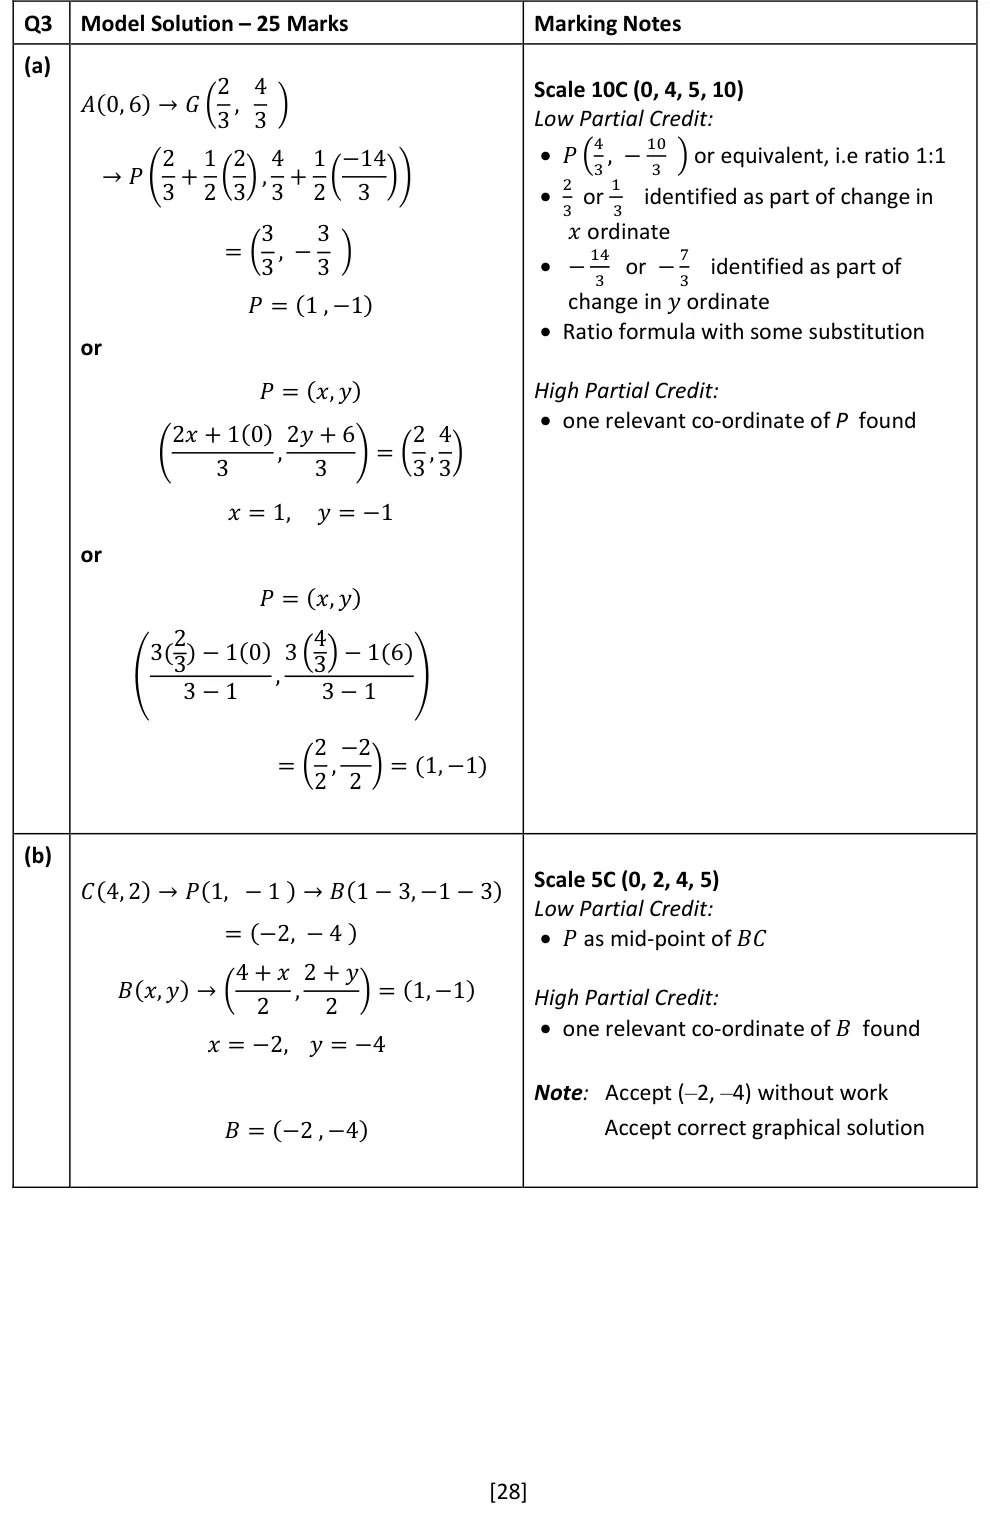 Q3 Model Solution – 25 Marks Marking Notes
(a)
A(0, 6) → G (2/3, 4/3)
→ P (2/3 + 1/2 (2/3), 4/3 + 1/2 (−14/3))
= (3/3, − 3/3)
P = (1 , −1)
or
P = (x, y)
((2x + 1(0))/3, (2y + 6)/3) = (2/3, 4/3)
x = 1, y = −1
or
P = (x, y)
((3(2/3) − 1(0))/(3 − 1), (3 (4/3) − 1(6))/(3 − 1))
= (2/2, −2/2) = (1, −1)
Scale 10C (0, 4, 5, 10)
Low Partial Credit:
• P (4/3, − 10/3) or equivalent, i.e ratio 1:1
• 2/3 or 1/3 identified as part of change in
x ordinate
• − 14/3 or − 7/3 identified as part of
change in y ordinate
• Ratio formula with some substitution
High Partial Credit:
• one relevant co-ordinate of P found
(b)
C(4, 2) → P(1, − 1 ) → B(1 − 3, −1 − 3)
= (−2, − 4 )
B(x, y) → ((4 + x)/2, (2 + y)/2) = (1, −1)
x = −2, y = −4
B = (−2 , −4)
Scale 5C (0, 2, 4, 5)
Low Partial Credit:
• P as mid-point of BC
High Partial Credit:
• one relevant co-ordinate of B found
Note: Accept (–2, –4) without work
Accept correct graphical solution
[28]